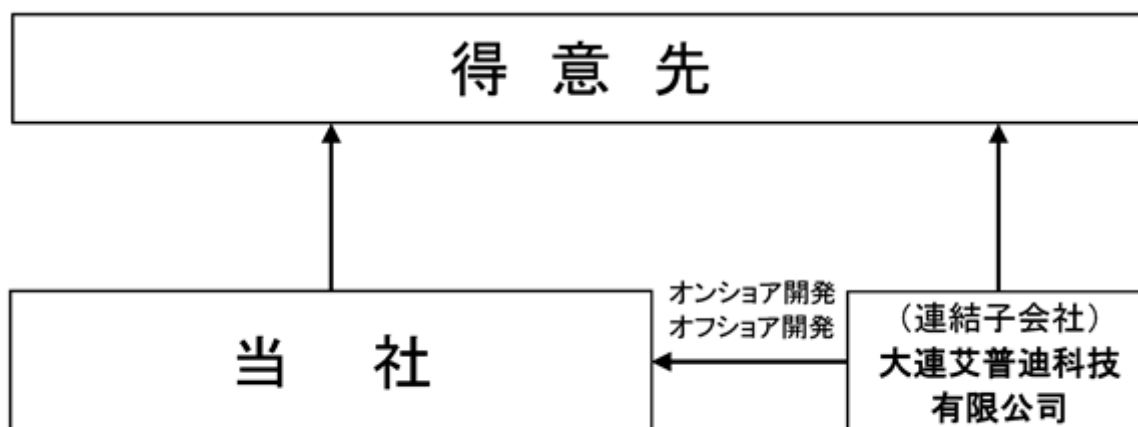 得意先
オンショア開発
オフショア開発
当社
（連結子会社）
大連艾普迪科技
有限公司